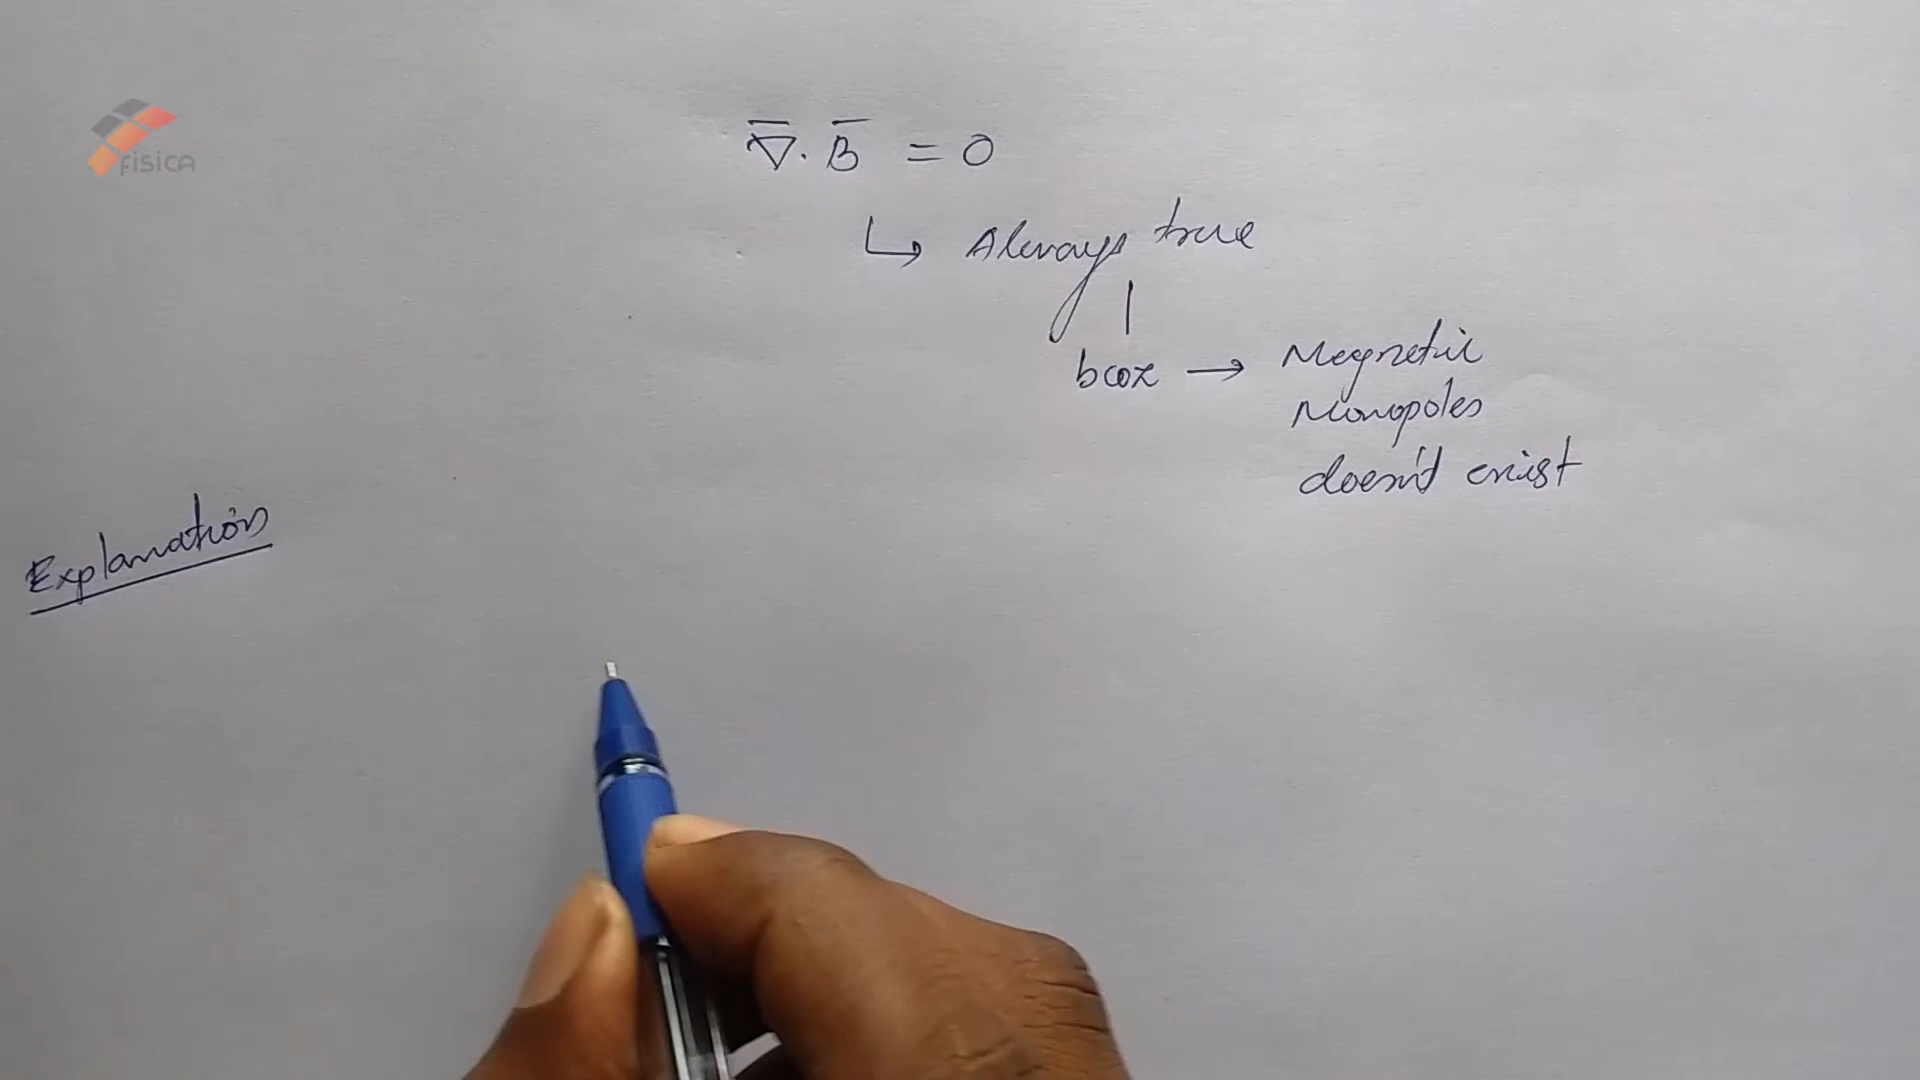 FISICA
∇̅. B̅ = 0
↳ Always true
bcoz → Magnetic
Monopoles
doesn't exist
Explanation